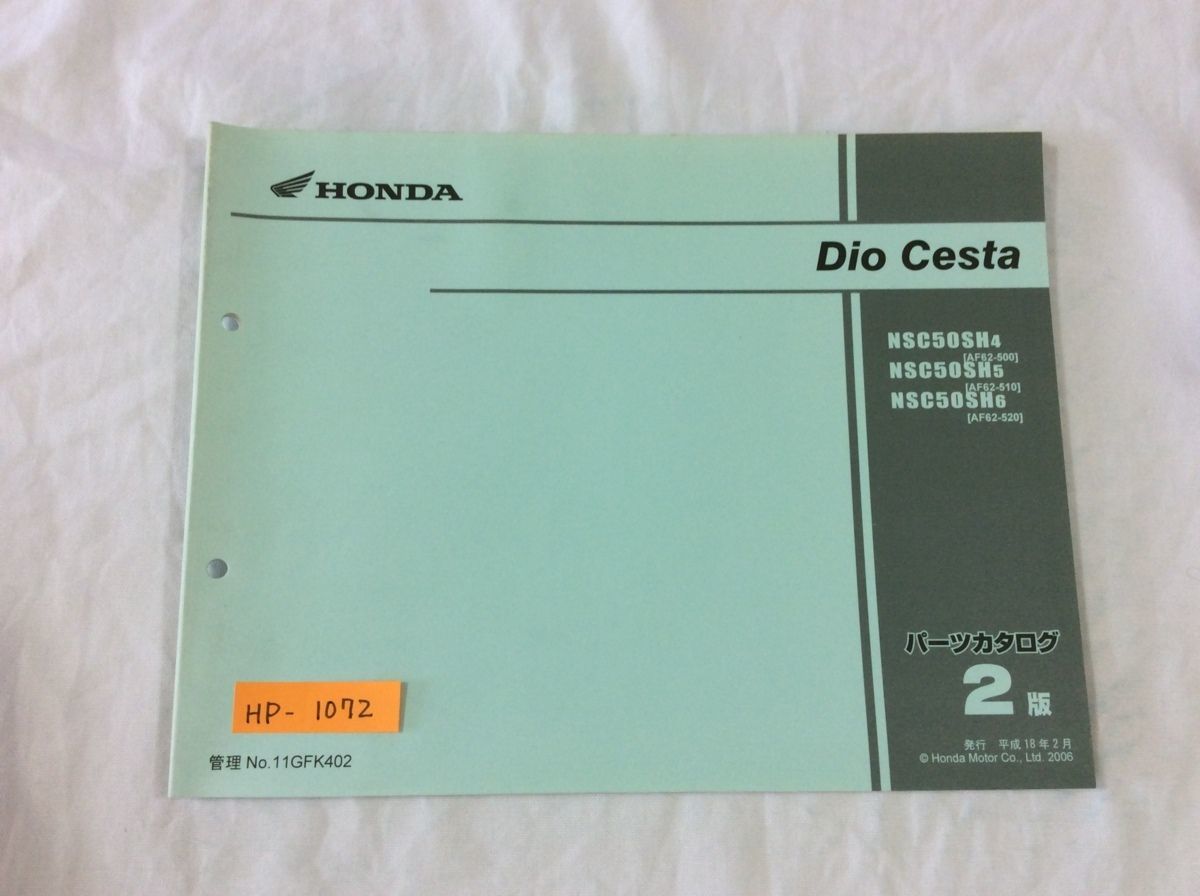 HONDA
Dio Cesta
NSC50SH4
[AF62-500]
NSC50SH5
[AF62-510]
NSC50SH6
[AF62-520]
パーツカタログ
2版
HP- 1072
管理 No.11GFK402
発行 平成18年2月
© Honda Motor Co., Ltd. 2006